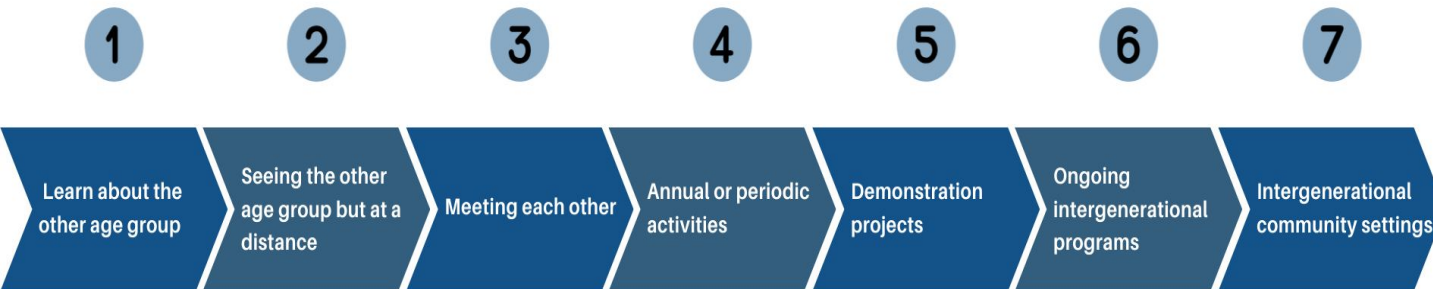 1
2
3
4
5
6
7
Learn about the
other age group
Seeing the other
age group but at a
distance
Meeting each other
Annual or periodic
activities
Demonstration
projects
Ongoing
intergenerational
programs
Intergenerational
community settings